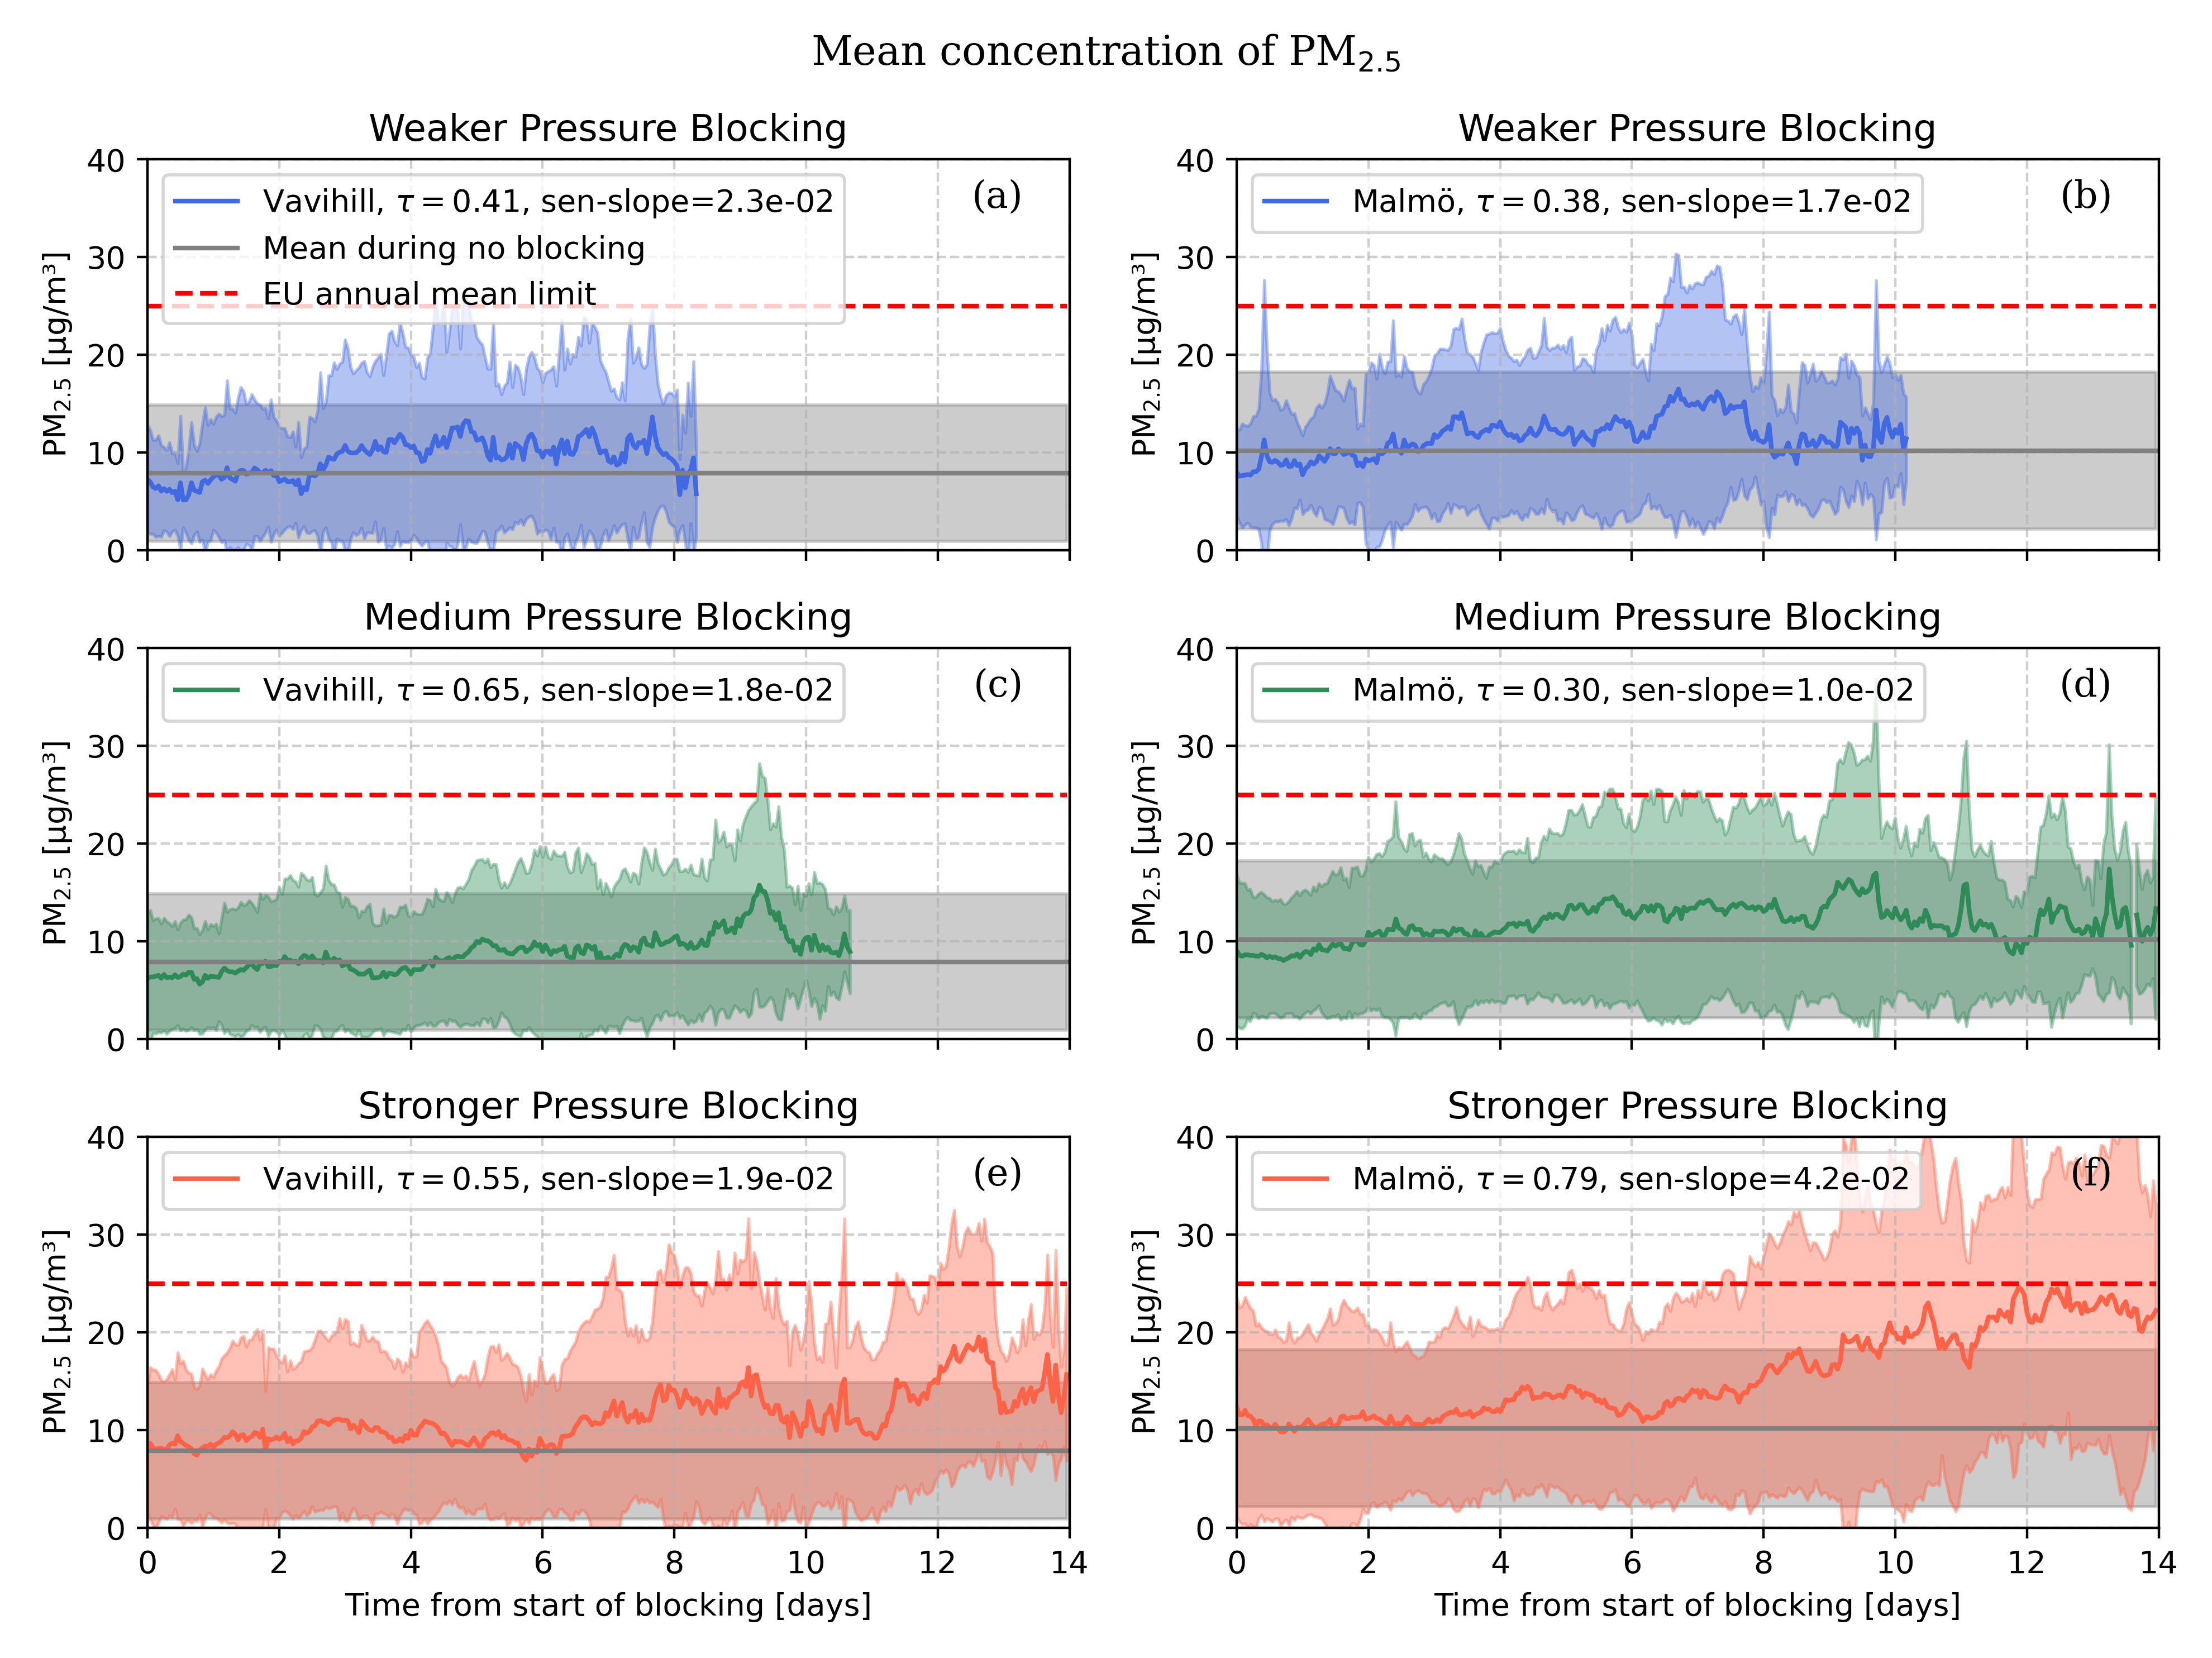 Mean concentration of PM₂.₅
Weaker Pressure Blocking
PM₂.₅ [µg/m³]
40
30
20
10
0
Vavihill, τ = 0.41, sen-slope=2.3e-02
Mean during no blocking
EU annual mean limit
(a)
Weaker Pressure Blocking
PM₂.₅ [µg/m³]
40
30
20
10
0
Malmö, τ = 0.38, sen-slope=1.7e-02
(b)
Medium Pressure Blocking
PM₂.₅ [µg/m³]
40
30
20
10
0
Vavihill, τ = 0.65, sen-slope=1.8e-02
(c)
Medium Pressure Blocking
PM₂.₅ [µg/m³]
40
30
20
10
0
Malmö, τ = 0.30, sen-slope=1.0e-02
(d)
Stronger Pressure Blocking
PM₂.₅ [µg/m³]
40
30
20
10
0
Vavihill, τ = 0.55, sen-slope=1.9e-02
(e)
0 2 4 6 8 10 12 14
Time from start of blocking [days]
Stronger Pressure Blocking
PM₂.₅ [µg/m³]
40
30
20
10
0
Malmö, τ = 0.79, sen-slope=4.2e-02
(f)
0 2 4 6 8 10 12 14
Time from start of blocking [days]